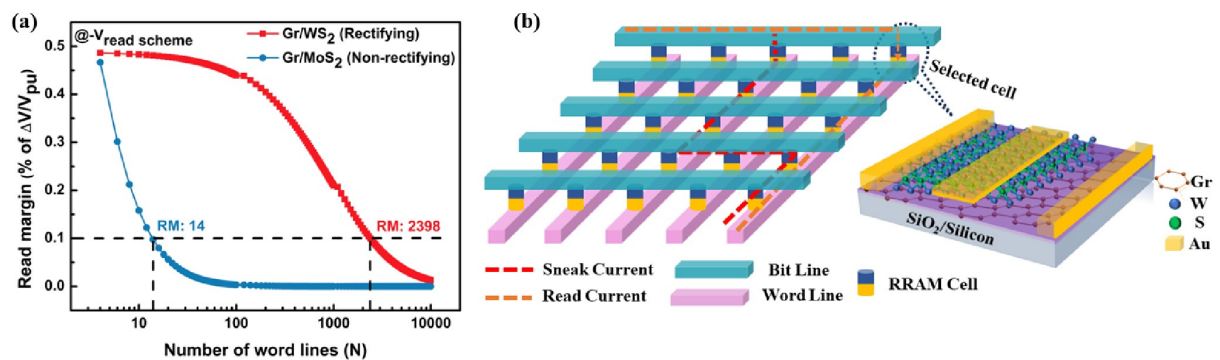 (a)
@-Vread scheme
Gr/WS2 (Rectifying)
Gr/MoS2 (Non-rectifying)
Read margin (% of ΔV/Vpu)
0.5
0.4
0.3
0.2
0.1
0.0
RM: 14
RM: 2398
10
100
1000
10000
Number of word lines (N)
(b)
Selected cell
SiO2/Silicon
Gr
W
S
Au
Sneak Current
Bit Line
RRAM Cell
Read Current
Word Line